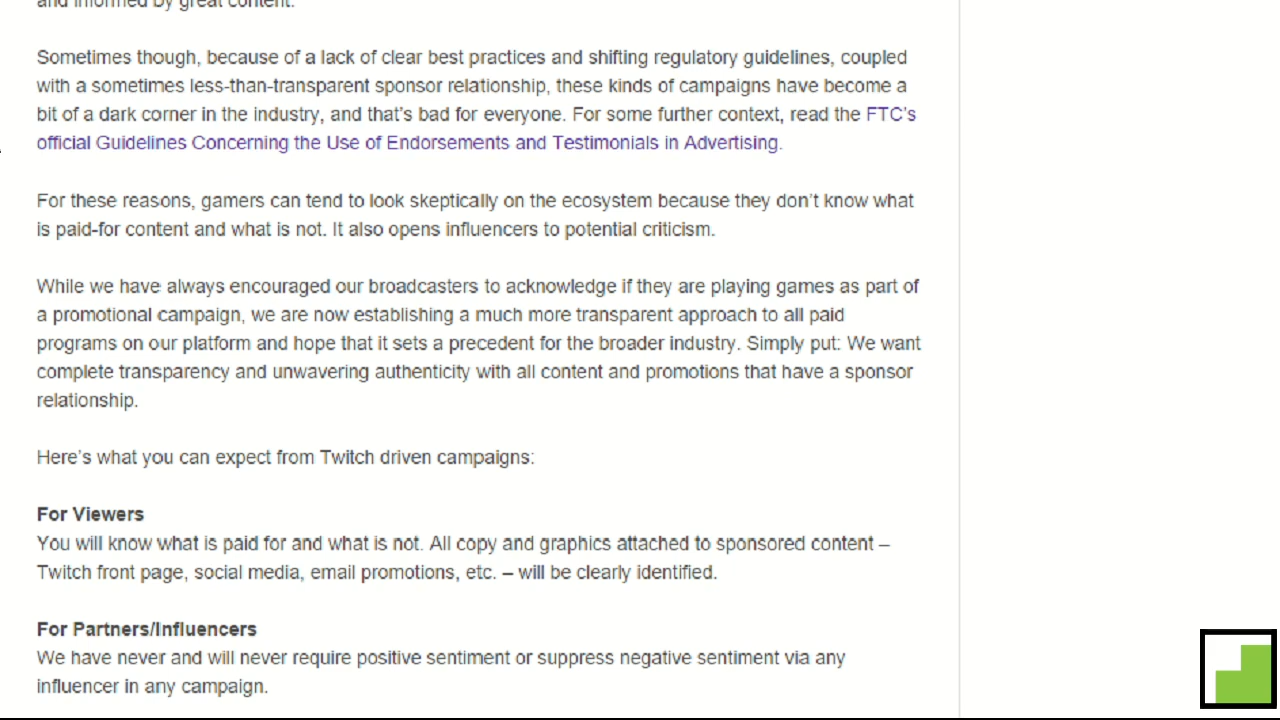 and informed by great content.
Sometimes though, because of a lack of clear best practices and shifting regulatory guidelines, coupled
with a sometimes less-than-transparent sponsor relationship, these kinds of campaigns have become a
bit of a dark corner in the industry, and that’s bad for everyone. For some further context, read the FTC’s
official Guidelines Concerning the Use of Endorsements and Testimonials in Advertising.
For these reasons, gamers can tend to look skeptically on the ecosystem because they don’t know what
is paid-for content and what is not. It also opens influencers to potential criticism.
While we have always encouraged our broadcasters to acknowledge if they are playing games as part of
a promotional campaign, we are now establishing a much more transparent approach to all paid
programs on our platform and hope that it sets a precedent for the broader industry. Simply put: We want
complete transparency and unwavering authenticity with all content and promotions that have a sponsor
relationship.
Here’s what you can expect from Twitch driven campaigns:
For Viewers
You will know what is paid for and what is not. All copy and graphics attached to sponsored content –
Twitch front page, social media, email promotions, etc. – will be clearly identified.
For Partners/Influencers
We have never and will never require positive sentiment or suppress negative sentiment via any
influencer in any campaign.